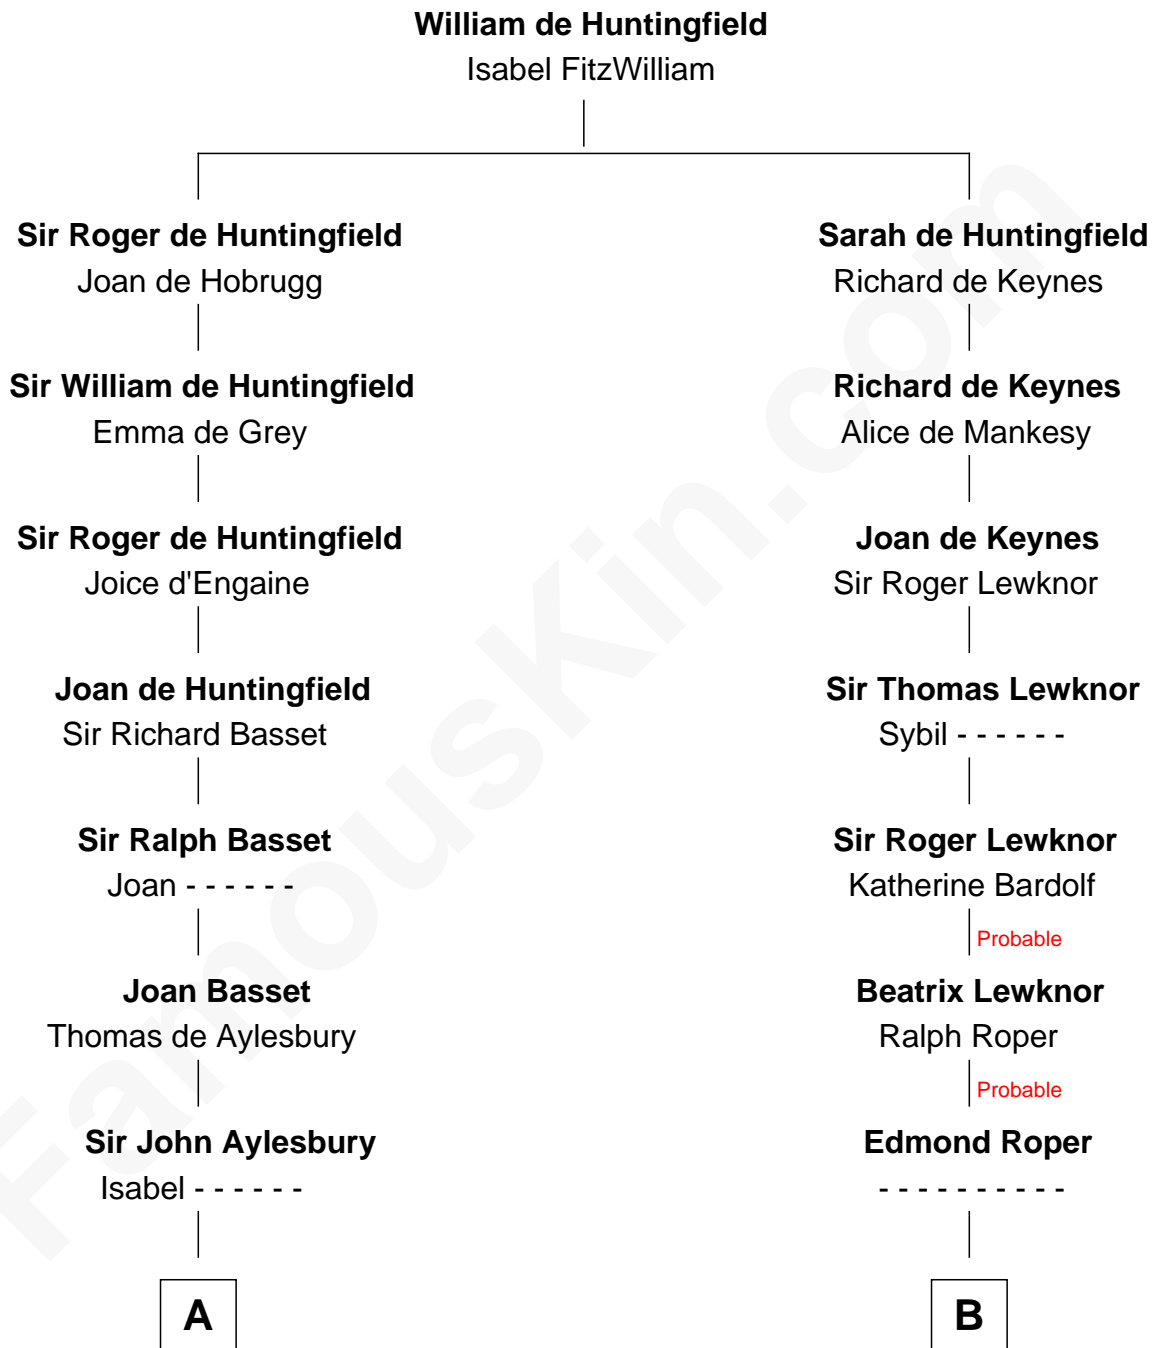 William de Huntingfield
Isabel FitzWilliam
Sir Roger de Huntingfield
Joan de Hobrugg
Sir William de Huntingfield
Emma de Grey
Sir Roger de Huntingfield
Joice d'Engaine
Joan de Huntingfield
Sir Richard Basset
Sir Ralph Basset
Joan - - - - - -
Joan Basset
Thomas de Aylesbury
Sir John Aylesbury
Isabel - - - - - -
A
Sarah de Huntingfield
Richard de Keynes
Richard de Keynes
Alice de Mankesy
Joan de Keynes
Sir Roger Lewknor
Sir Thomas Lewknor
Sybil - - - - - -
Sir Roger Lewknor
Katherine Bardolf
Probable
Beatrix Lewknor
Ralph Roper
Probable
Edmond Roper
- - - - - - - - - -
B
FamousKin.com